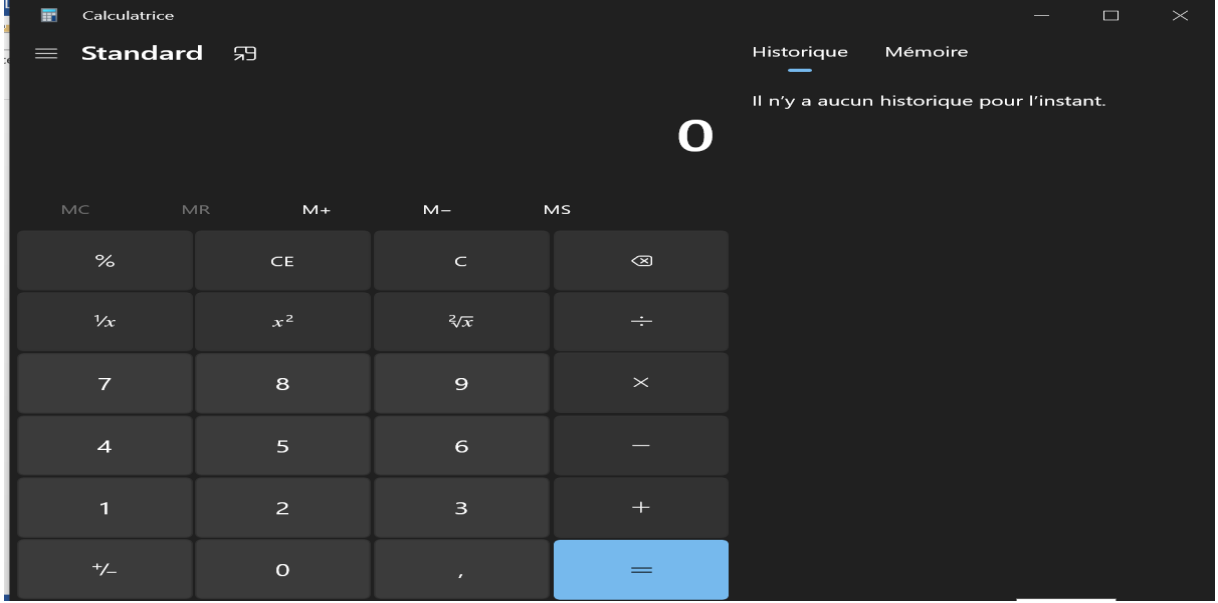 Calculatrice
Standard
Historique Mémoire
Il n’y a aucun historique pour l’instant.
0
MC MR M+ M− MS
% CE C
¹/x x² ²√x ÷
7 8 9 ×
4 5 6 −
1 2 3 +
+/− 0 , =